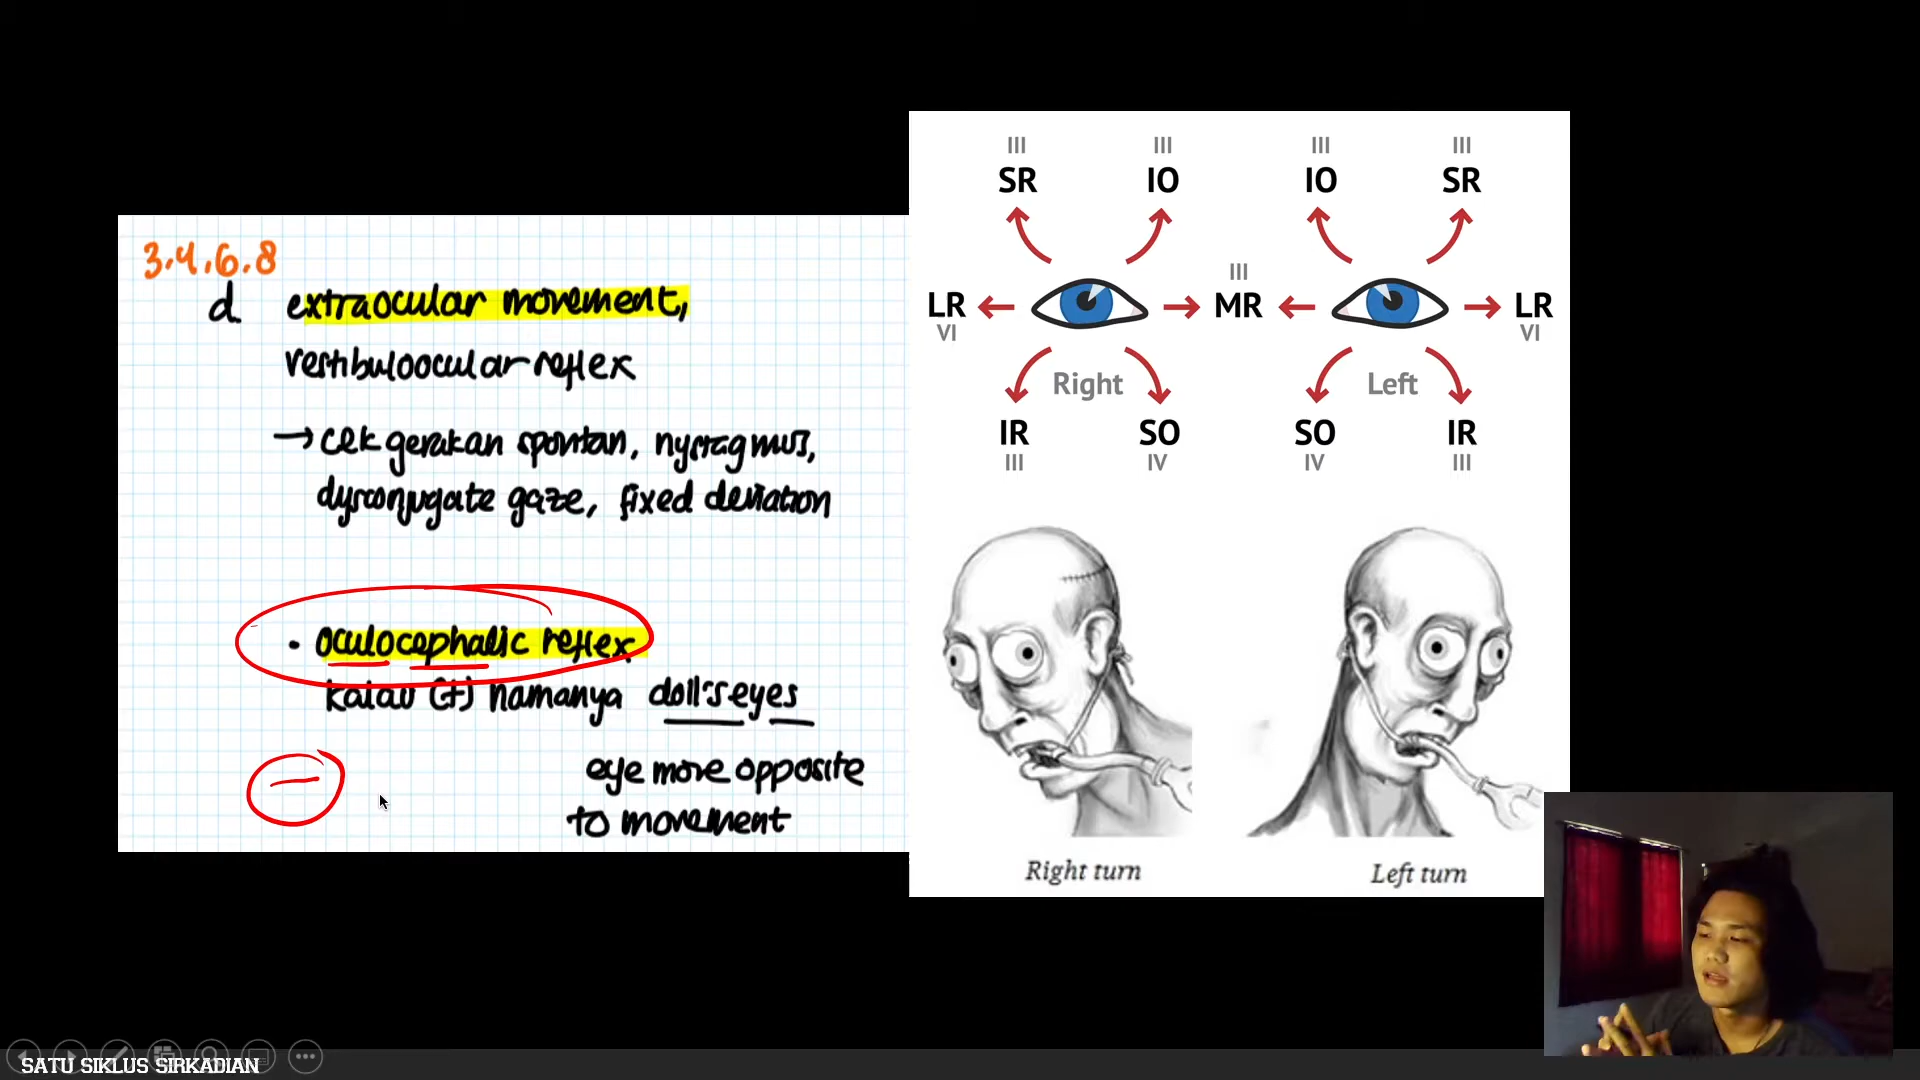 3.4.6.8
d extraocular movement,
vestibuloocular reflex
→ cek gerakan spontan, nystagmus,
dysconjugate gaze, fixed deviation
• oculocephalic reflex
kalau (+) namanya doll's eyes
eye move opposite
to movement
III III III III
SR IO IO SR
III
LR MR LR
VI VI
Right Left
IR SO SO IR
III IV IV III
Right turn Left turn
SATU SIKLUS SIRKADIAN